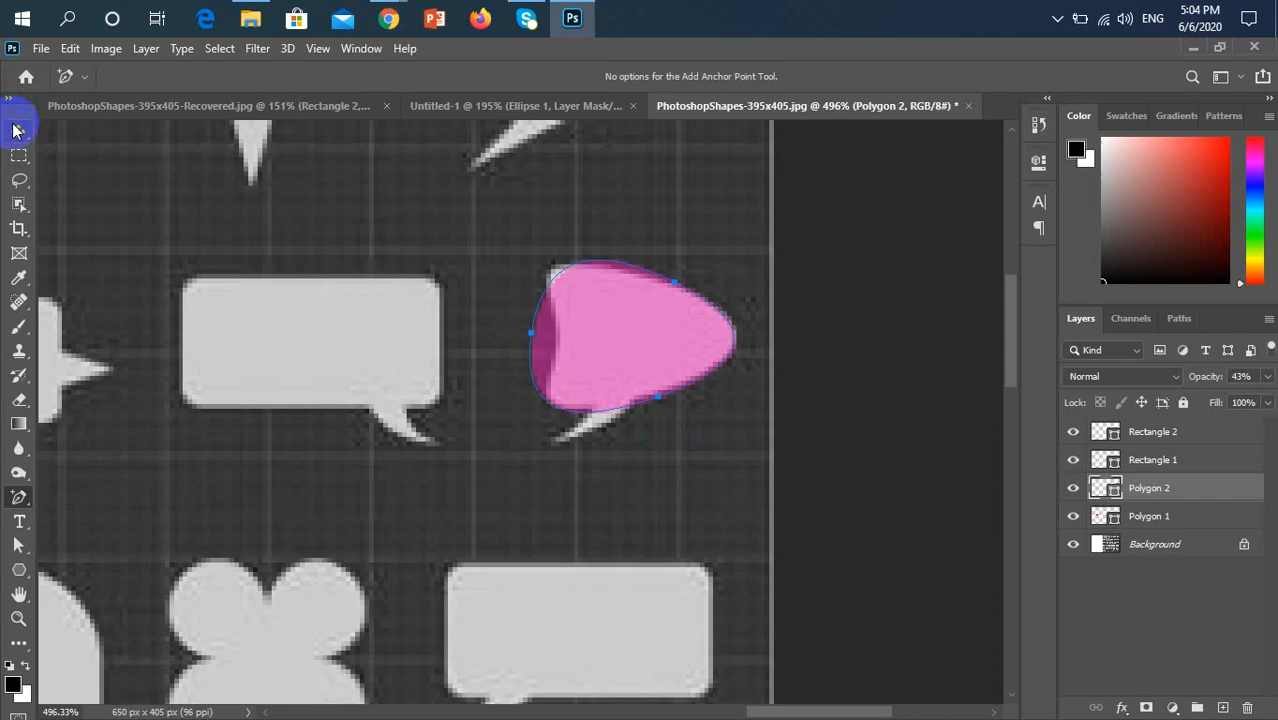 ENG
5:04 PM
6/6/2020
Ps
File Edit Image Layer Type Select Filter 3D View Window Help
No options for the Add Anchor Point Tool.
PhotoshopShapes-395x405-Recovered.jpg @ 151% (Rectangle 2,... × Untitled-1 @ 195% (Ellipse 1, Layer Mask/... × PhotoshopShapes-395x405.jpg @ 496% (Polygon 2, RGB/8#) * ×
Color Swatches Gradients Patterns
Layers Channels Paths
Kind
Normal Opacity: 43%
Lock: Fill: 100%
Rectangle 2
Rectangle 1
Polygon 2
Polygon 1
Background
496.33% 650 px x 405 px (96 ppi)